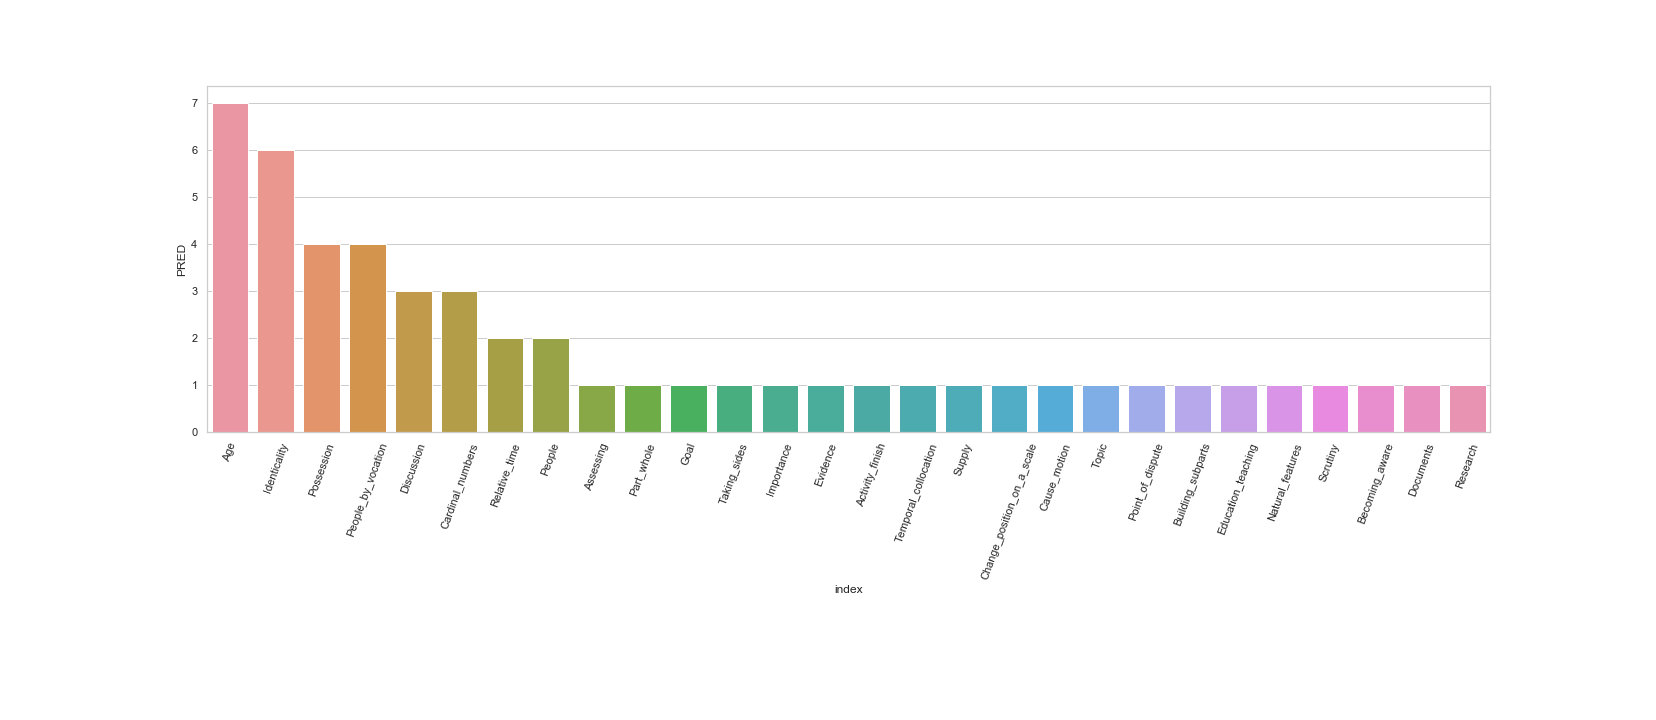 7
6
5
4
3
2
1
0
PRED
Age
Identicality
Possession
People_by_vocation
Discussion
Cardinal_numbers
Relative_time
People
Assessing
Part_whole
Goal
Taking_sides
Importance
Evidence
Activity_finish
Temporal_collocation
Supply
Change_position_on_a_scale
Cause_motion
Topic
Point_of_dispute
Building_subparts
Education_teaching
Natural_features
Scrutiny
Becoming_aware
Documents
Research
index